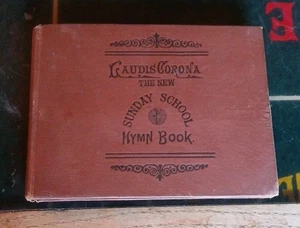 LAUDIS CORONA
THE NEW
SUNDAY SCHOOL
HYMN BOOK.